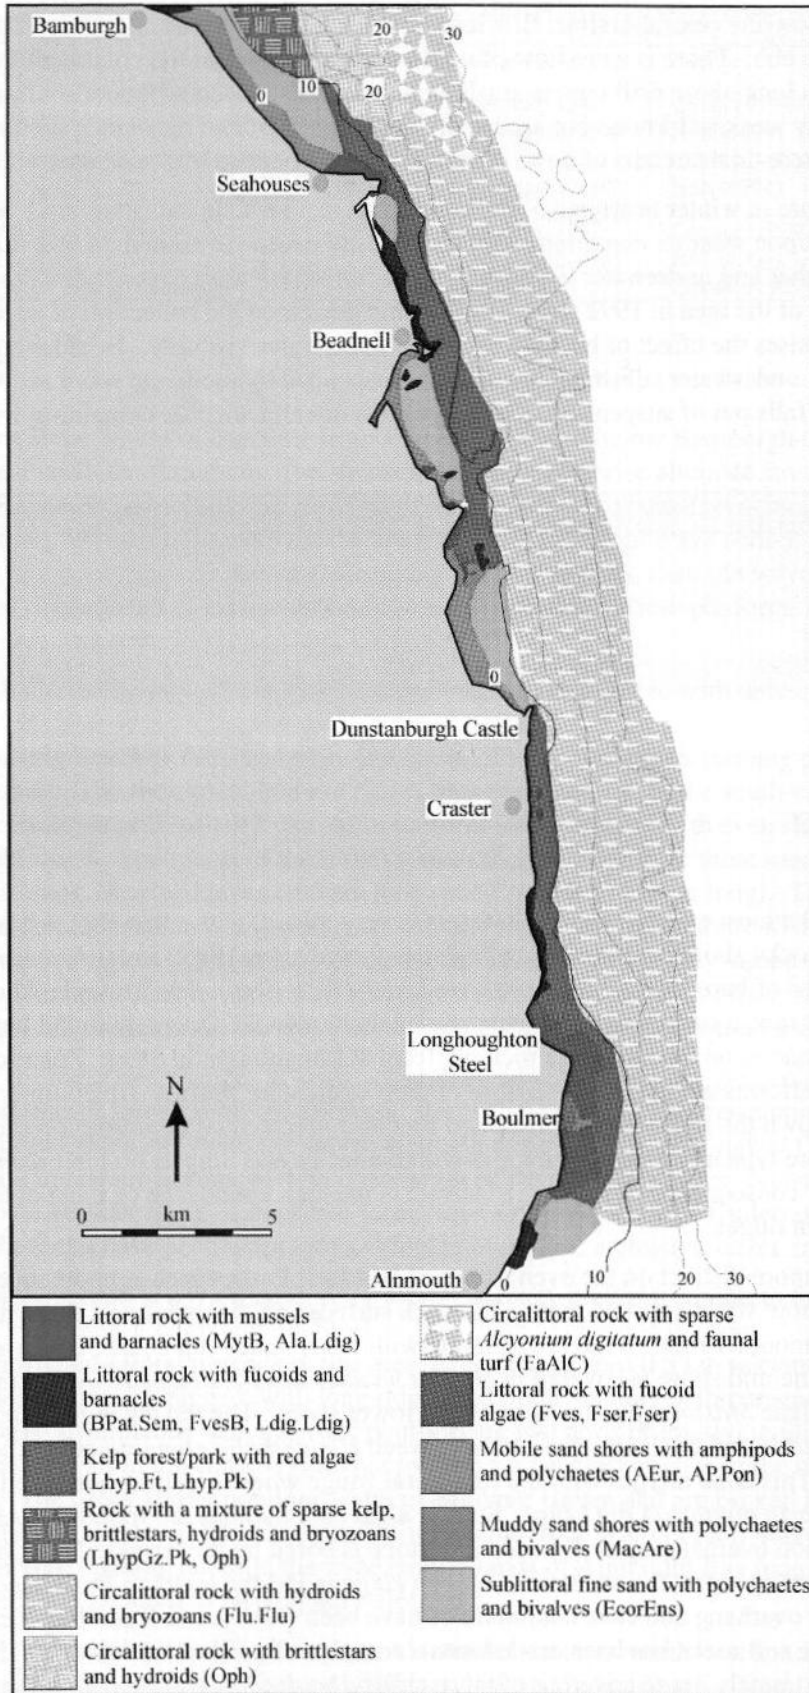 Bamburgh
20
30
10
20
0
Seahouses
Beadnell
0
Dunstanburgh Castle
Craster
Longhoughton
Steel
N
Boulmer
0
km
5
Alnmouth
0
10
20
30
Littoral rock with mussels
and barnacles (MytB, Ala.Ldig)
Littoral rock with fucoids and
barnacles
(BPat.Sem, FvesB, Ldig.Ldig)
Kelp forest/park with red algae
(Lhyp.Ft, Lhyp.Pk)
Rock with a mixture of sparse kelp,
brittlestars, hydroids and bryozoans
(LhypGz.Pk, Oph)
Circalittoral rock with hydroids
and bryozoans (Flu.Flu)
Circalittoral rock with brittlestars
and hydroids (Oph)
Circalittoral rock with sparse
Alcyonium digitatum and faunal
turf (FaAlC)
Littoral rock with fucoid
algae (Fves, Fser.Fser)
Mobile sand shores with amphipods
and polychaetes (AEur, AP.Pon)
Muddy sand shores with polychaetes
and bivalves (MacAre)
Sublittoral fine sand with polychaetes
and bivalves (EcorEns)